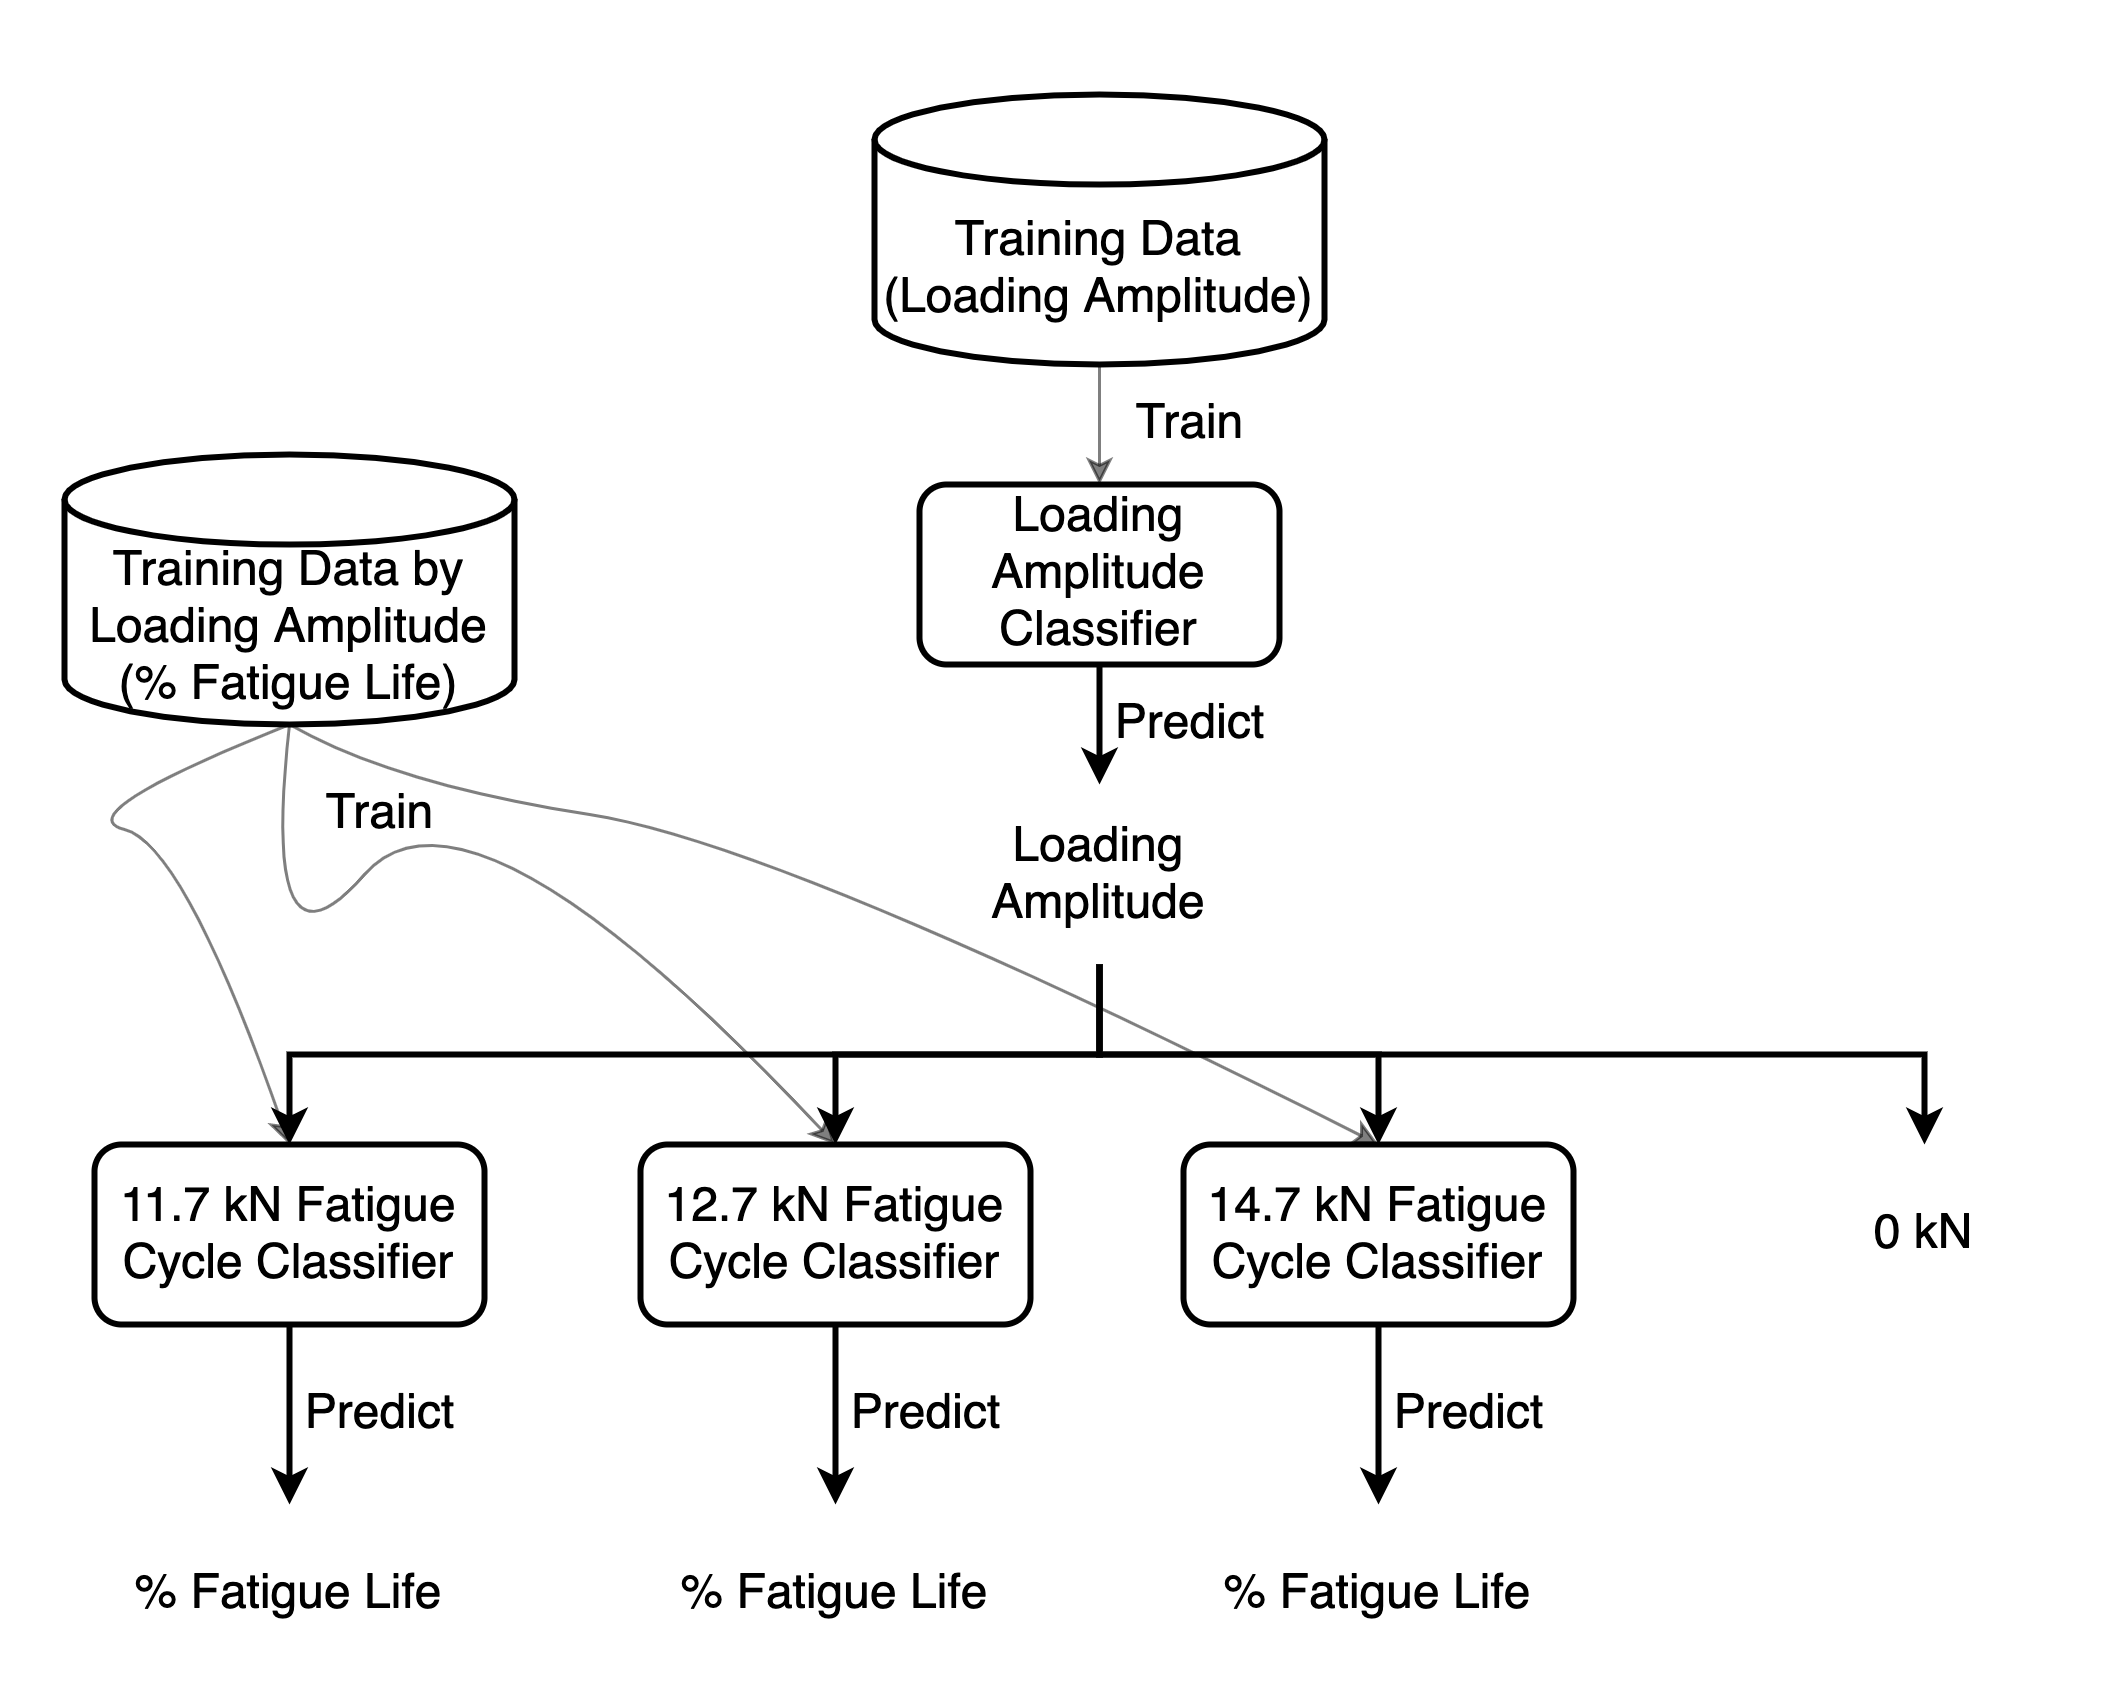 Training Data
(Loading Amplitude)
Train
Loading
Amplitude
Classifier
Training Data by
Loading Amplitude
(% Fatigue Life)
Predict
Train
Loading
Amplitude
11.7 kN Fatigue
Cycle Classifier
12.7 kN Fatigue
Cycle Classifier
14.7 kN Fatigue
Cycle Classifier
0 kN
Predict
Predict
Predict
% Fatigue Life
% Fatigue Life
% Fatigue Life